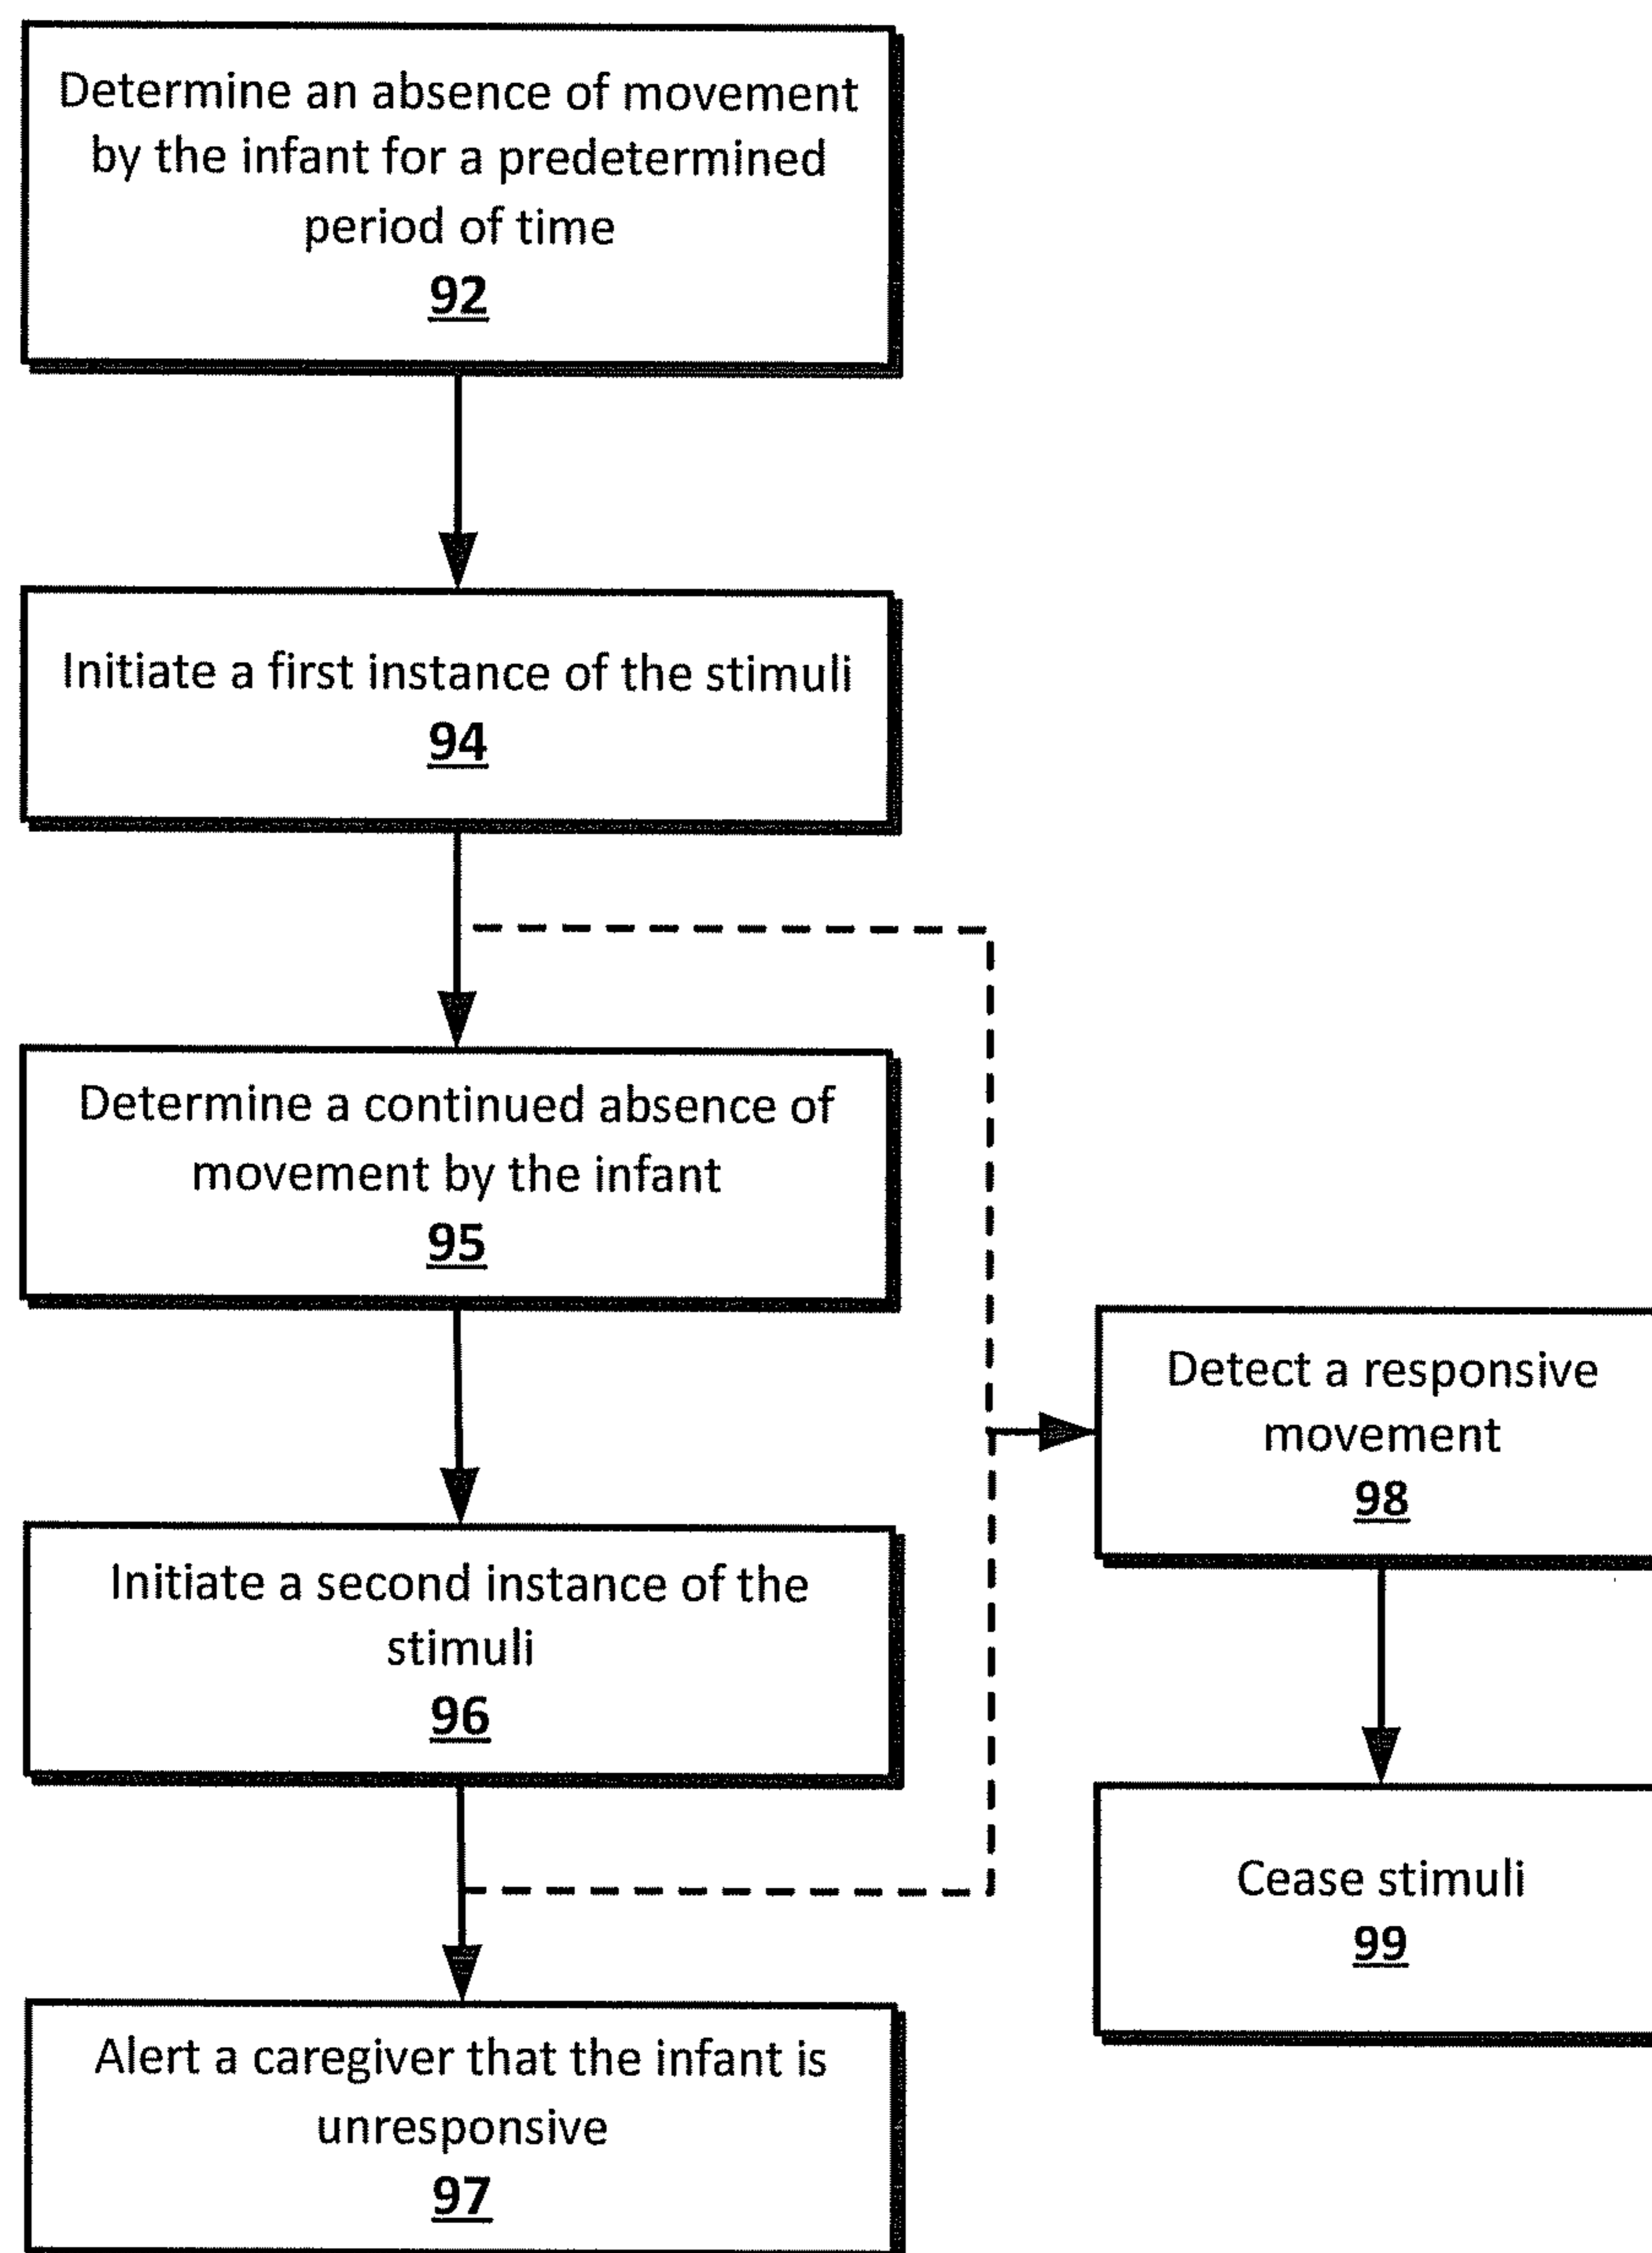 Determine an absence of movement
by the infant for a predetermined
period of time
92
Initiate a first instance of the stimuli
94
Determine a continued absence of
movement by the infant
95
Initiate a second instance of the
stimuli
96
Alert a caregiver that the infant is
unresponsive
97
Detect a responsive
movement
98
Cease stimuli
99